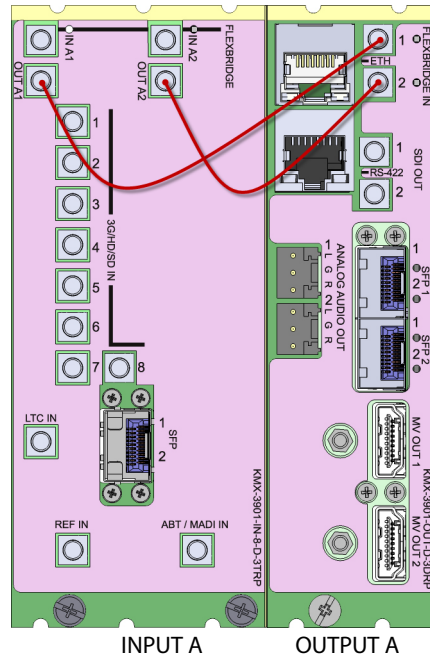 IN A1
IN A2
FLEXBRIDGE
OUT A1
OUT A2
1
2
3
4
5
6
7
8
3G/HD/SD IN
LTC IN
SFP
1
2
REF IN
ABT / MADI IN
KMX-3901-IN-8-D-3TRP
INPUT A
1
2
FLEXBRIDGE IN
ETH
1
SDI OUT
RS-422
2
ANALOG AUDIO OUT
1
L
G
R
2
L
G
R
1
SFP 1
2
1
SFP 2
2
MV OUT 1
MV OUT 2
KMX-3901-OUT-D-3DRP
OUTPUT A